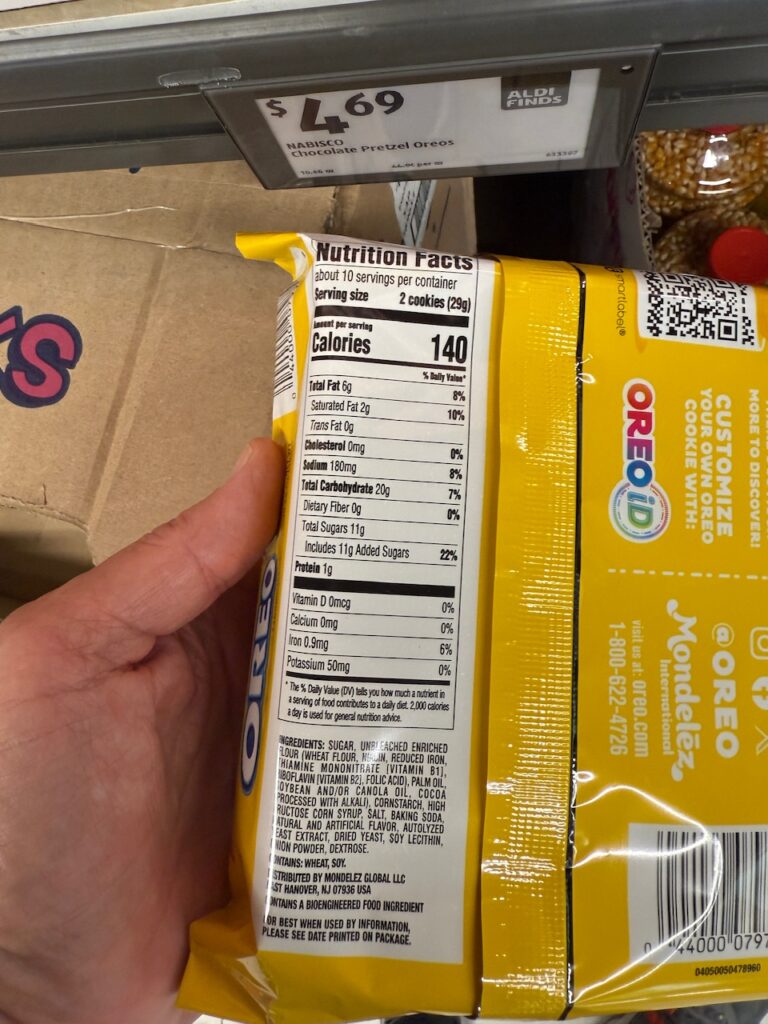 $4.69
ALDI
FINDS
NABISCO
Chocolate Pretzel Oreos
Nutrition Facts
about 10 servings per container
Serving size 2 cookies (29g)
Amount per serving
Calories 140
% Daily Value*
Total Fat 6g 8%
Saturated Fat 2g 10%
Trans Fat 0g
Cholesterol 0mg 0%
Sodium 180mg 8%
Total Carbohydrate 20g 7%
Dietary Fiber 0g 0%
Total Sugars 11g
Includes 11g Added Sugars 22%
Protein 1g
Vitamin D 0mcg 0%
Calcium 0mg 0%
Iron 0.9mg 6%
Potassium 50mg 0%
* The % Daily Value (DV) tells you how much a nutrient in
a serving of food contributes to a daily diet. 2,000 calories
a day is used for general nutrition advice.
INGREDIENTS: SUGAR, UNBLEACHED ENRICHED
FLOUR (WHEAT FLOUR, NIACIN, REDUCED IRON,
THIAMINE MONONITRATE {VITAMIN B1},
RIBOFLAVIN {VITAMIN B2}, FOLIC ACID), PALM OIL,
SOYBEAN AND/OR CANOLA OIL, COCOA
(PROCESSED WITH ALKALI), CORNSTARCH, HIGH
FRUCTOSE CORN SYRUP, SALT, BAKING SODA,
NATURAL AND ARTIFICIAL FLAVOR, AUTOLYZED
YEAST EXTRACT, DRIED YEAST, SOY LECITHIN,
ONION POWDER, DEXTROSE.
CONTAINS: WHEAT, SOY.
DISTRIBUTED BY MONDELEZ GLOBAL LLC
EAST HANOVER, NJ 07936 USA
CONTAINS A BIOENGINEERED FOOD INGREDIENT
FOR BEST WHEN USED BY INFORMATION,
PLEASE SEE DATE PRINTED ON PACKAGE.
OREO
smartlabel®
MORE TO DISCOVER!
CUSTOMIZE
YOUR OWN OREO
COOKIE WITH:
OREOiD
@OREO
Mondelēz
International
visit us at: oreo.com
1-800-622-4726
0 44000 0797
04050050478960